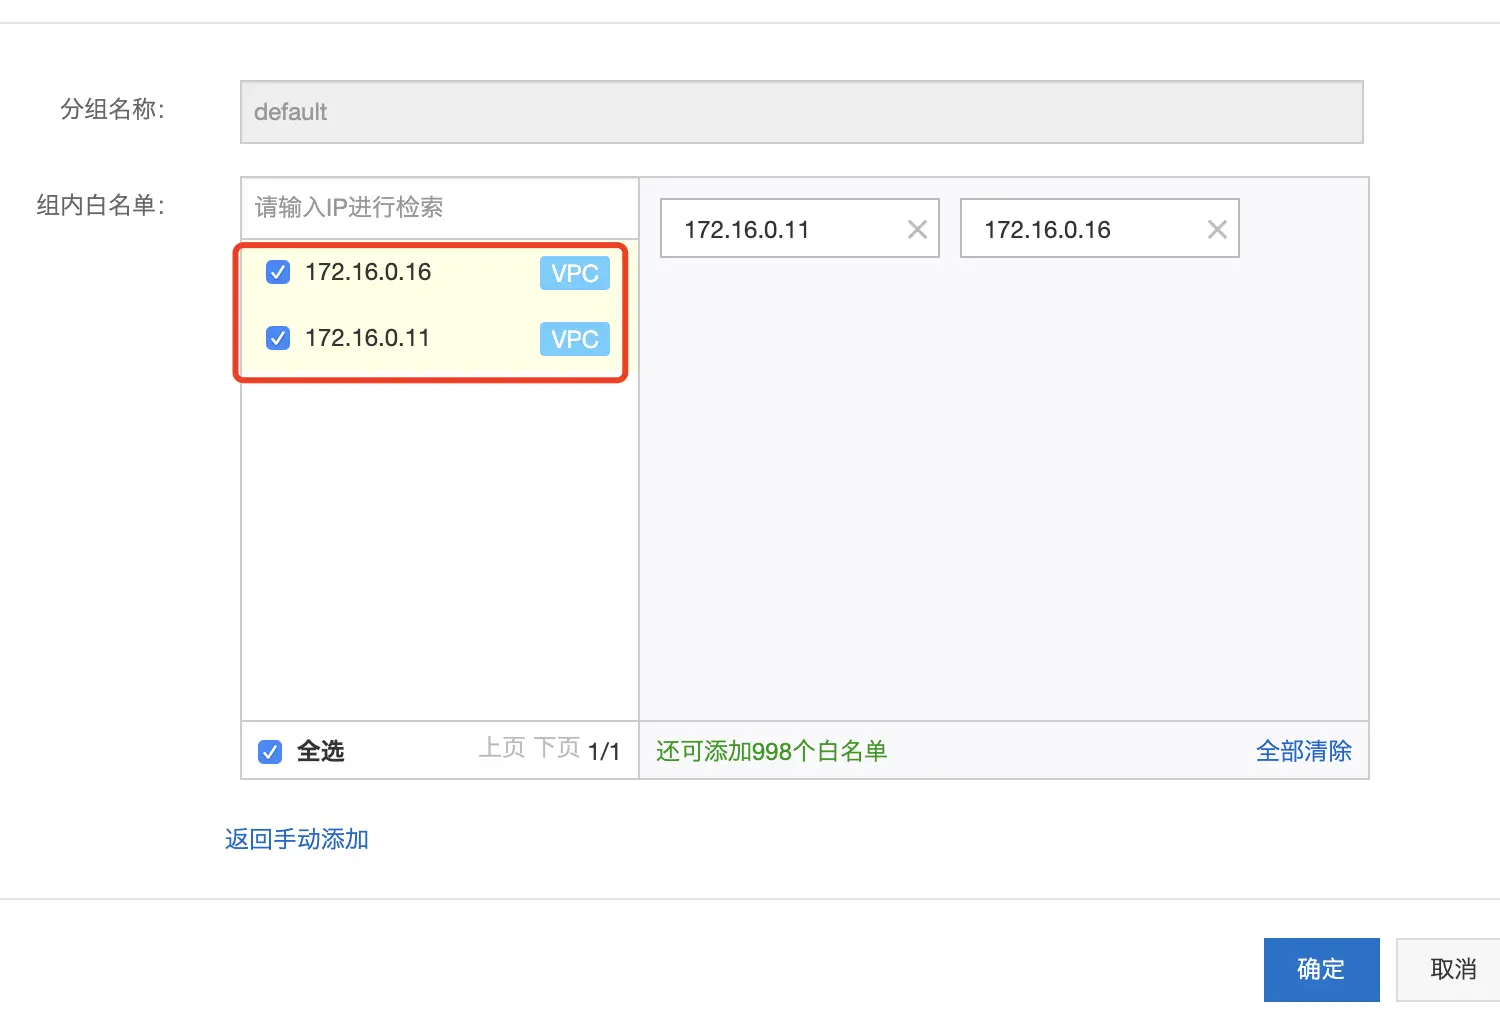 分组名称：
default
组内白名单：
请输入IP进行检索
172.16.0.11
172.16.0.16
172.16.0.16 VPC
172.16.0.11 VPC
全选
上页 下页 1/1
还可添加998个白名单
全部清除
返回手动添加
确定
取消